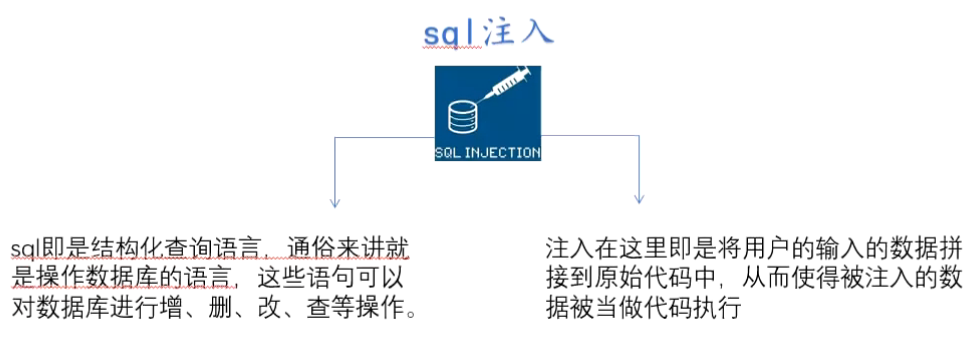 sql注入
SQL INJECTION
sql即是结构化查询语言，通俗来讲就
是操作数据库的语言，这些语句可以
对数据库进行增、删、改、查等操作。
注入在这里即是将用户的输入的数据拼
接到原始代码中，从而使得被注入的数
据被当做代码执行